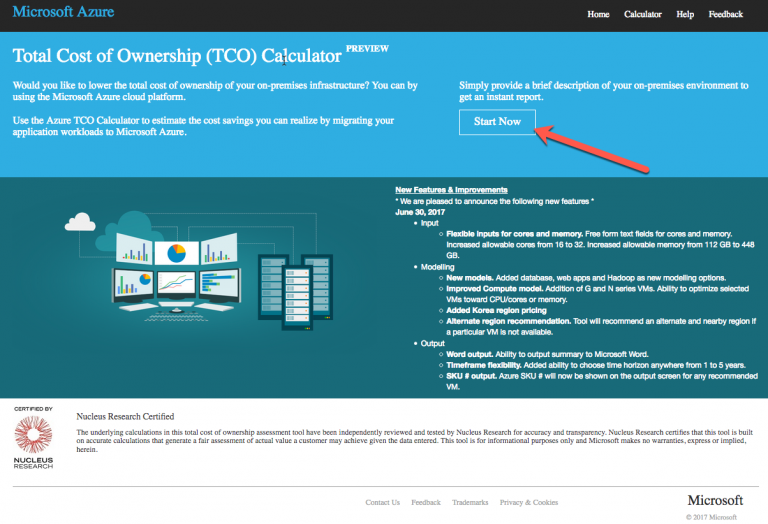 Microsoft Azure
Home
Calculator
Help
Feedback
Total Cost of Ownership (TCO) Calculator PREVIEW
Would you like to lower the total cost of ownership of your on-premises infrastructure? You can by
using the Microsoft Azure cloud platform.
Use the Azure TCO Calculator to estimate the cost savings you can realize by migrating your
application workloads to Microsoft Azure.
Simply provide a brief description of your on-premises environment to
get an instant report.
Start Now
New Features & Improvements
* We are pleased to announce the following new features *
June 30, 2017
• Input
○ Flexible inputs for cores and memory. Free form text fields for cores and memory.
Increased allowable cores from 16 to 32. Increased allowable memory from 112 GB to 448
GB.
• Modelling
○ New models. Added database, web apps and Hadoop as new modelling options.
○ Improved Compute model. Addition of G and N series VMs. Ability to optimize selected
VMs toward CPU/cores or memory.
○ Added Korea region pricing
○ Alternate region recommendation. Tool will recommend an alternate and nearby region if
a particular VM is not available.
• Output
○ Word output. Ability to output summary to Microsoft Word.
○ Timeframe flexibility. Added ability to choose time horizon anywhere from 1 to 5 years.
○ SKU # output. Azure SKU # will now be shown on the output screen for any recommended
VM.
CERTIFIED BY
NUCLEUS
RESEARCH
Nucleus Research Certified
The underlying calculations in this total cost of ownership assessment tool have been independently reviewed and tested by Nucleus Research for accuracy and transparency. Nucleus Research certifies that this tool is built
on accurate calculations that generate a fair assessment of actual value a customer may achieve given the data entered. This tool is for informational purposes only and Microsoft makes no warranties, express or implied,
herein.
Contact Us
Feedback
Trademarks
Privacy & Cookies
Microsoft
© 2017 Microsoft